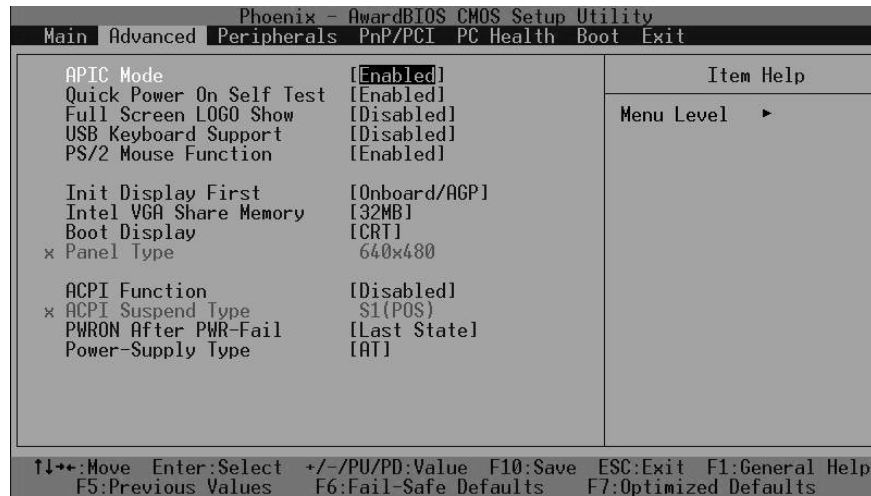 Phoenix - AwardBIOS CMOS Setup Utility
Main Advanced Peripherals PnP/PCI PC Health Boot Exit
APIC Mode [Enabled]
Quick Power On Self Test [Enabled]
Full Screen LOGO Show [Disabled]
USB Keyboard Support [Disabled]
PS/2 Mouse Function [Enabled]
Init Display First [Onboard/AGP]
Intel VGA Share Memory [32MB]
Boot Display [CRT]
x Panel Type 640x480
ACPI Function [Disabled]
x ACPI Suspend Type S1(POS)
PWRON After PWR-Fail [Last State]
Power-Supply Type [AT]
Item Help
Menu Level ►
↑↓→←:Move Enter:Select +/-/PU/PD:Value F10:Save ESC:Exit F1:General Help
F5:Previous Values F6:Fail-Safe Defaults F7:Optimized Defaults